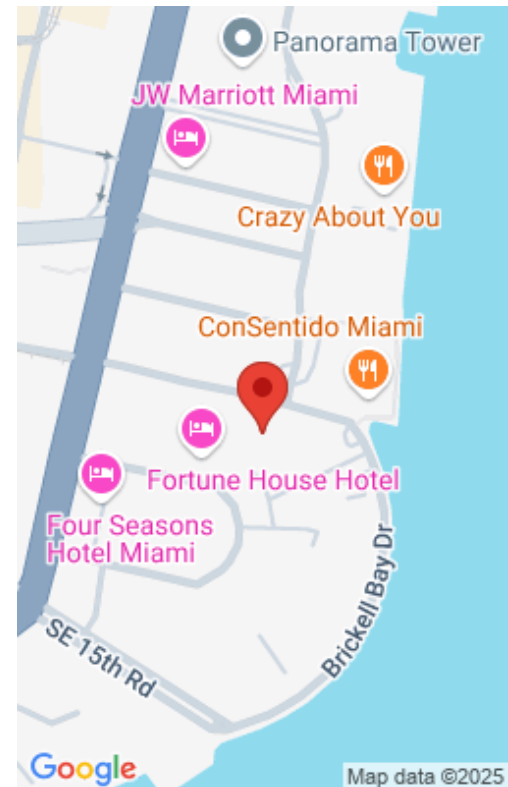 Panorama Tower
JW Marriott Miami
Crazy About You
ConSentido Miami
Fortune House Hotel
Four Seasons
Hotel Miami
Brickell Bay Dr
SE 15th Rd
Google
Map data ©2025